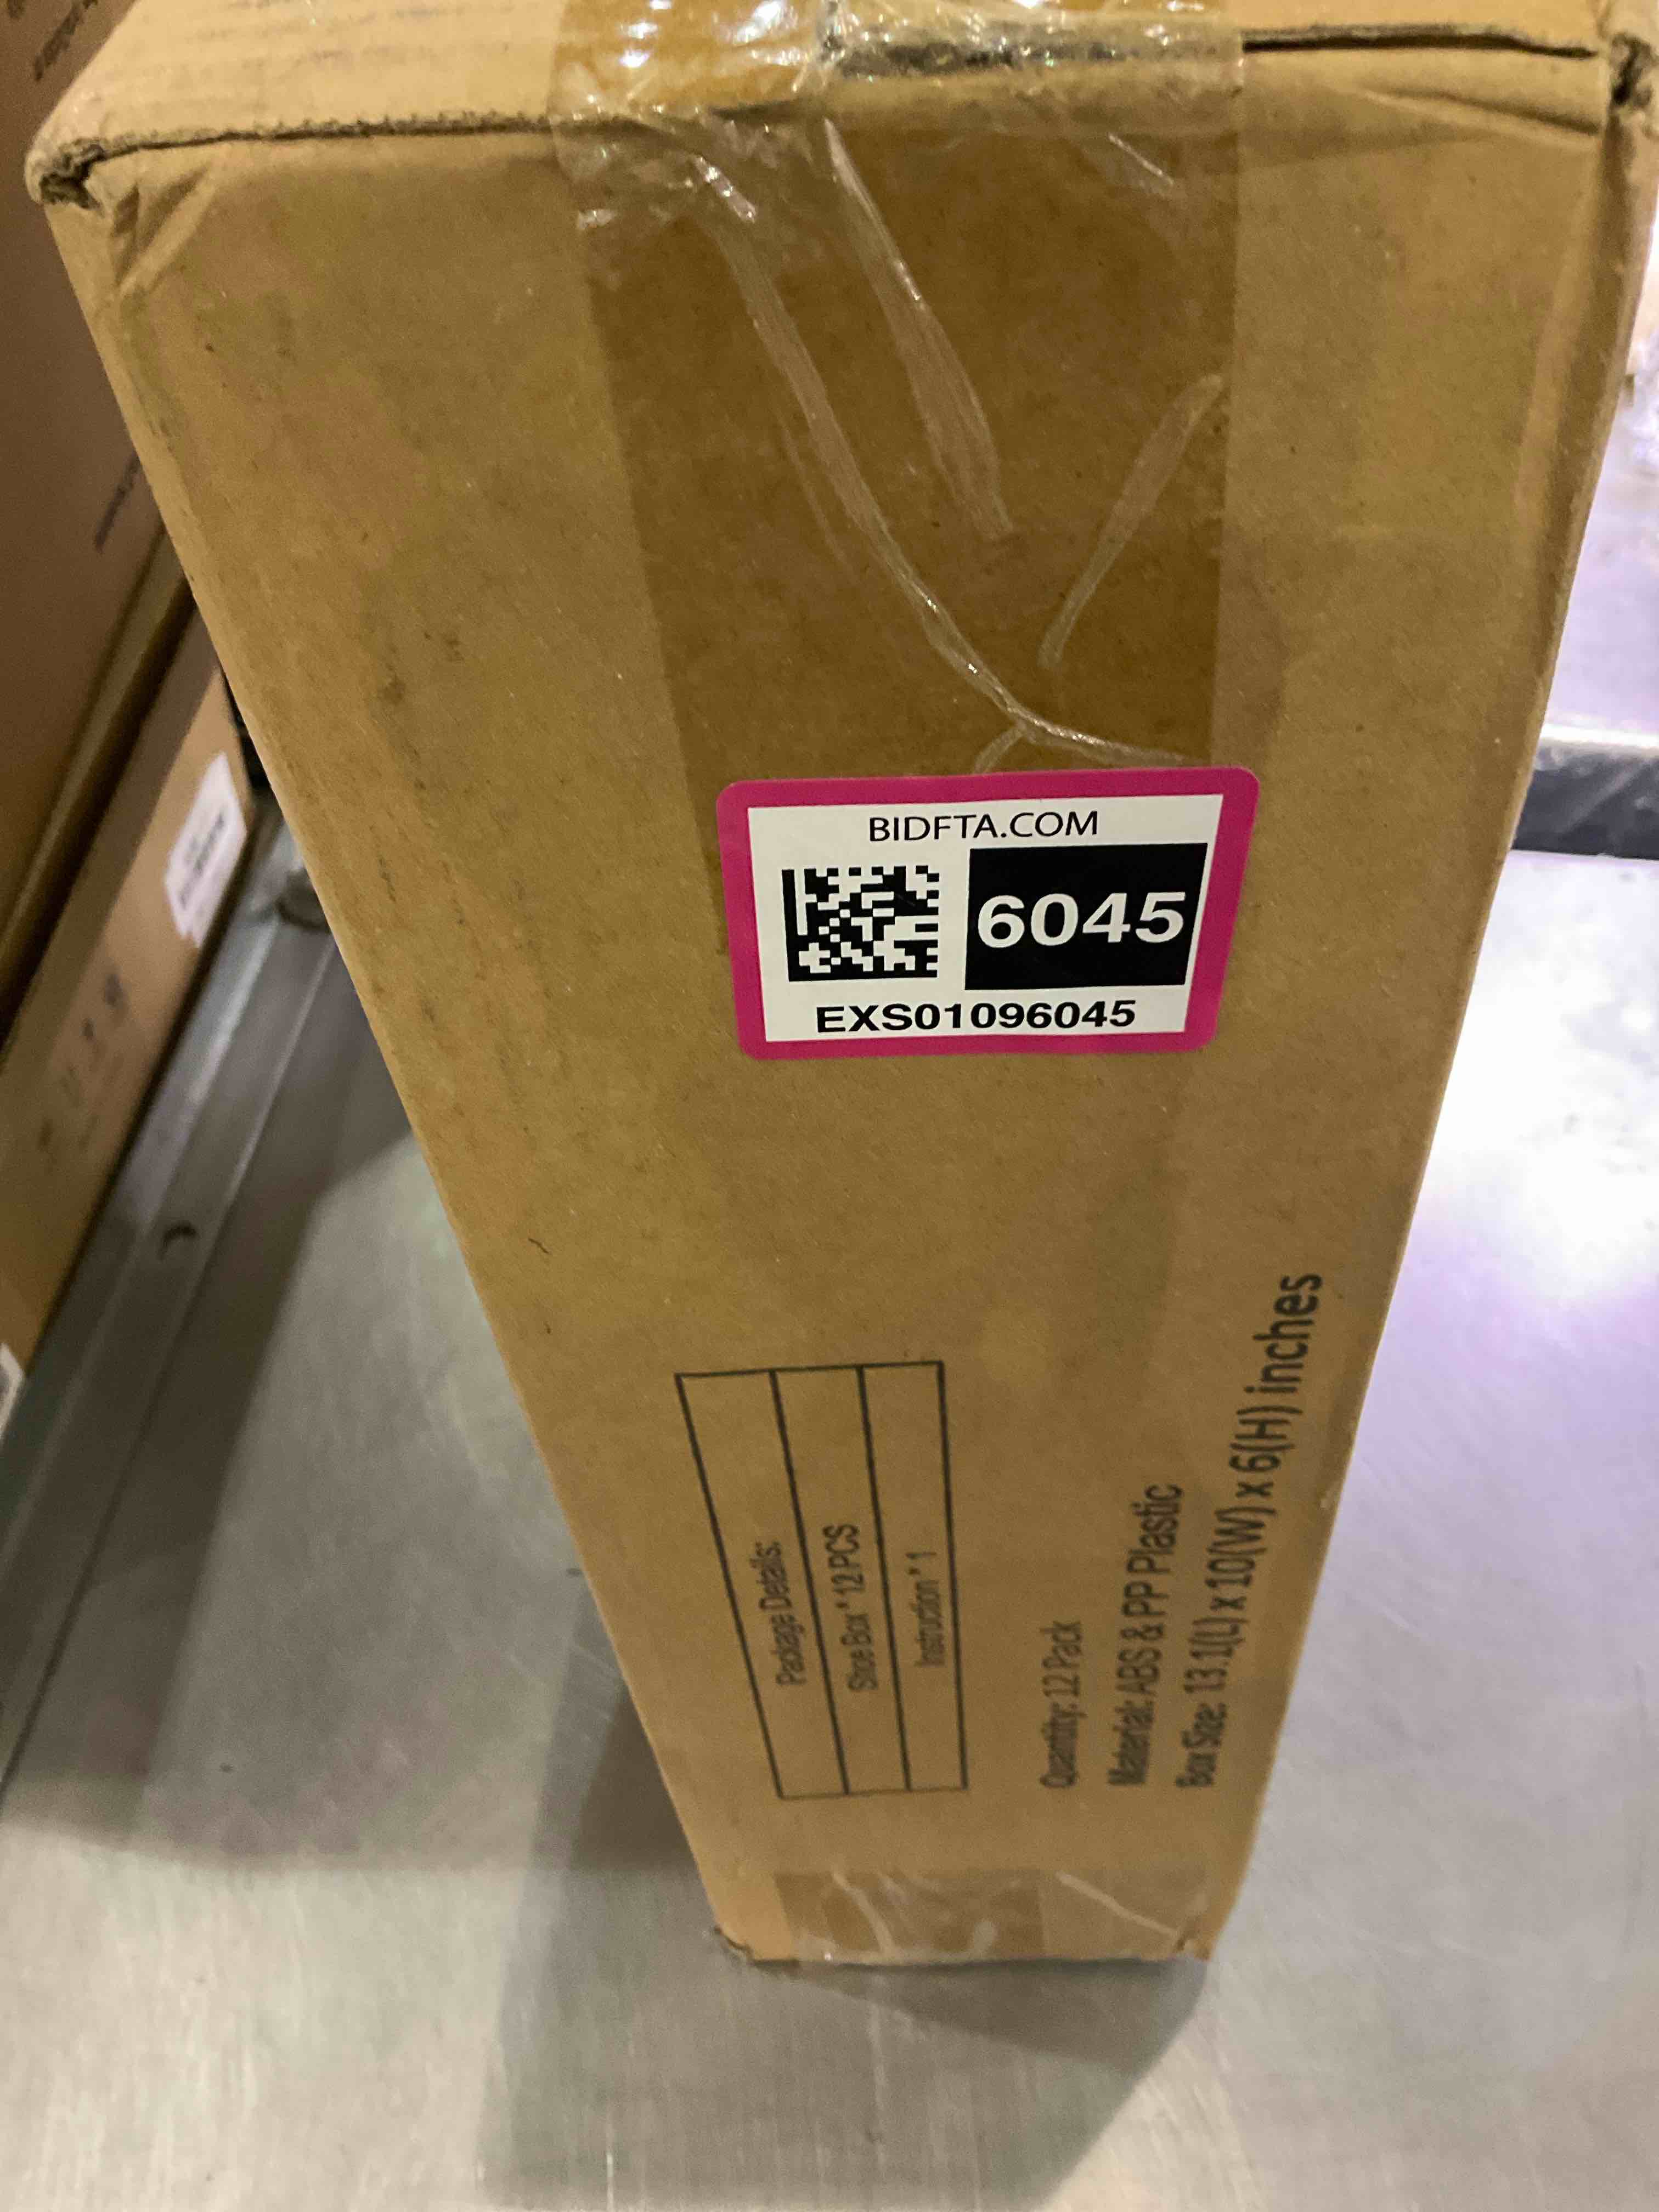 BIDFTA.COM
6045
EXS01096045
Package Details:
Shoe Box * 12 PCS
Instruction * 1
Quantity: 12 Pack
Material: ABS & PP Plastic
Box Size: 13.1(L) x 10(W) x 6(H) inches